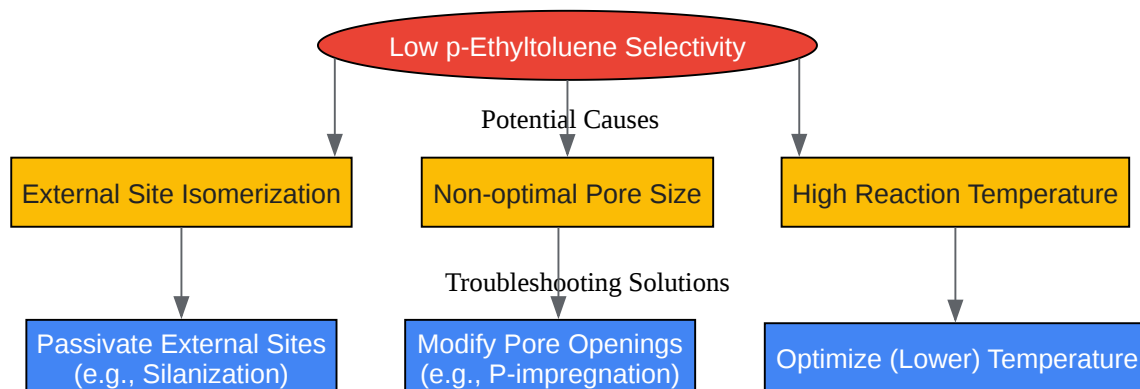 Low p-Ethyltoluene Selectivity
Potential Causes
External Site Isomerization
Non-optimal Pore Size
High Reaction Temperature
Troubleshooting Solutions
Passivate External Sites
(e.g., Silanization)
Modify Pore Openings
(e.g., P-impregnation)
Optimize (Lower) Temperature